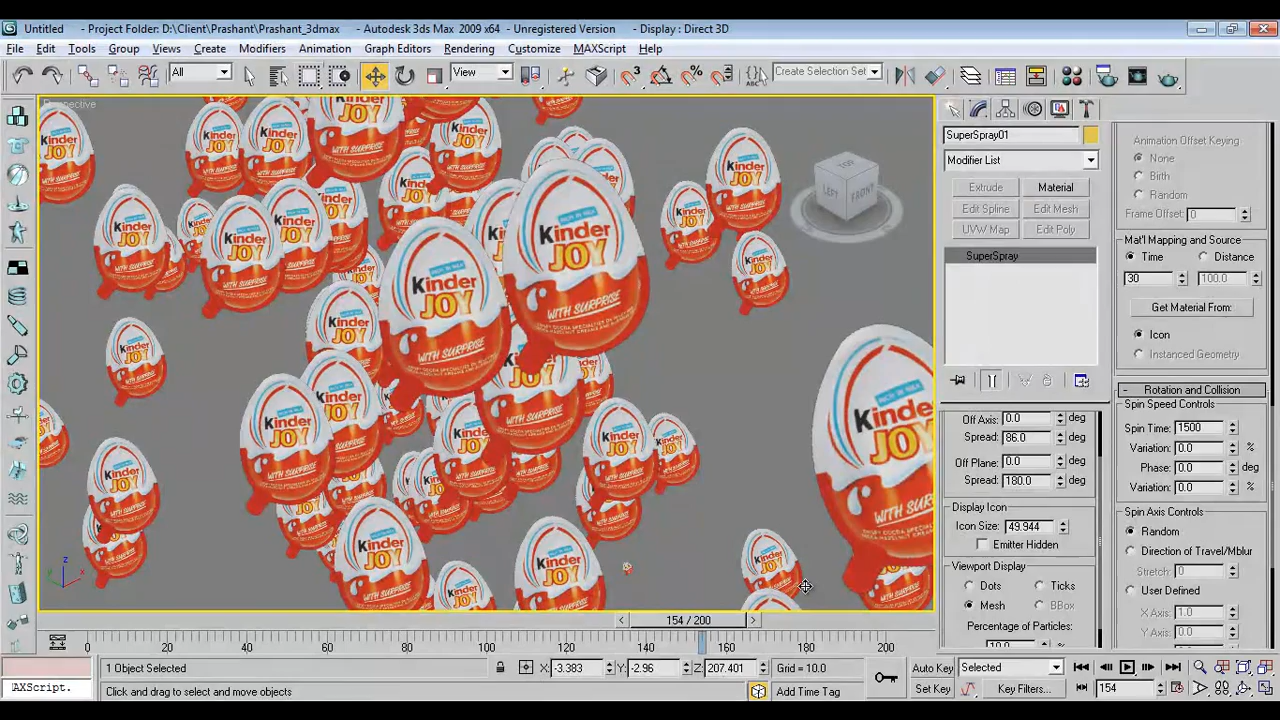 Untitled - Project Folder: D:\Client\Prashant\Prashant_3dmax - Autodesk 3ds Max 2009 x64 - Unregistered Version - Display : Direct 3D
File Edit Tools Group Views Create Modifiers Animation Graph Editors Rendering Customize MAXScript Help
All View Create Selection Set
Perspective
SuperSpray01
Modifier List
Extrude Material
Edit Spline Edit Mesh
UVW Map Edit Poly
SuperSpray
Off Axis: 0.0 deg
Spread: 86.0 deg
Off Plane: 0.0 deg
Spread: 180.0 deg
Display Icon
Icon Size: 49.944
Emitter Hidden
Viewport Display
Dots Ticks
Mesh BBox
Percentage of Particles:
Animation Offset Keying
None
Birth
Random
Frame Offset: 0
Mat'l Mapping and Source
Time Distance
30 100.0
Get Material From:
Icon
Instanced Geometry
- Rotation and Collision
Spin Speed Controls
Spin Time: 1500
Variation: 0.0 %
Phase: 0.0 deg
Variation: 0.0 %
Spin Axis Controls
Random
Direction of Travel/Mblur
Stretch: 0
User Defined
X Axis: 1.0
Y Axis: 0.0
TOP
LEFT FRONT
RICH IN MILK
Kinder
JOY
WITH SURPRISE
z
y x
154 / 200
0 20 40 60 80 100 120 140 160 180 200
1 Object Selected X: -3.383 Y: -2.96 Z: 207.401 Grid = 10.0 Auto Key Selected
AXScript. Click and drag to select and move objects Add Time Tag Set Key Key Filters... 154